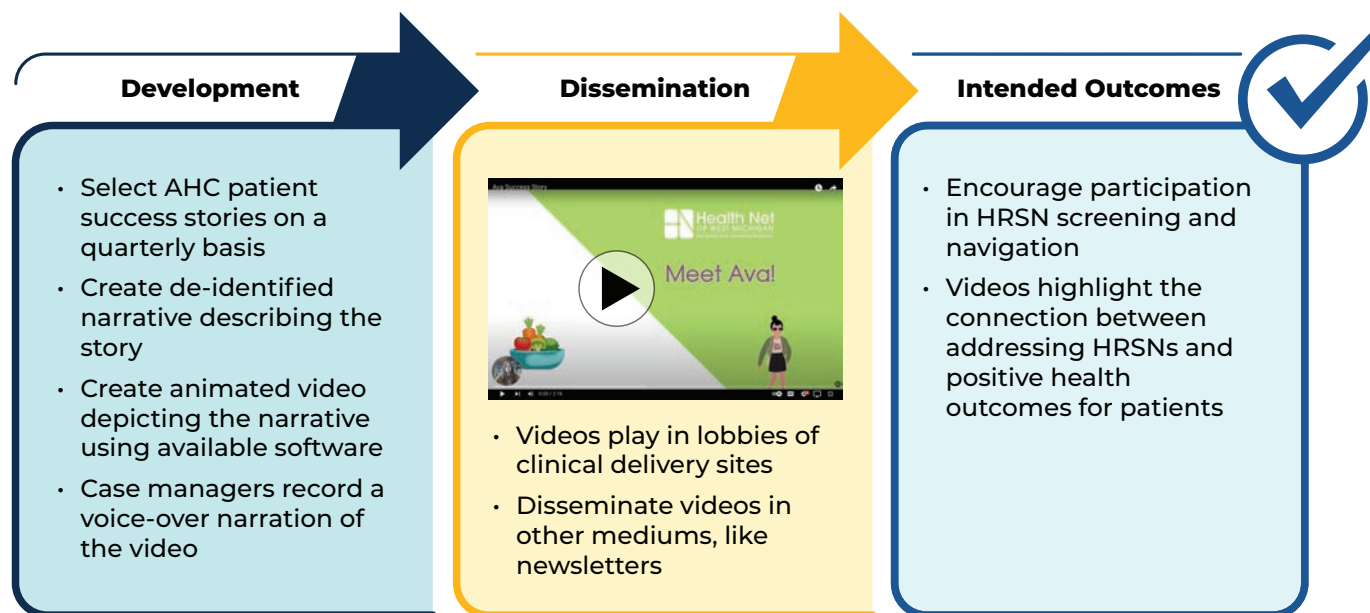 Development
• Select AHC patient
success stories on a
quarterly basis
• Create de-identified
narrative describing the
story
• Create animated video
depicting the narrative
using available software
• Case managers record a
voice-over narration of
the video
Dissemination
Ava Success Story
Health Net
OF WEST MICHIGAN
Meet Ava!
• Videos play in lobbies of
clinical delivery sites
• Disseminate videos in
other mediums, like
newsletters
Intended Outcomes
• Encourage participation
in HRSN screening and
navigation
• Videos highlight the
connection between
addressing HRSNs and
positive health
outcomes for patients